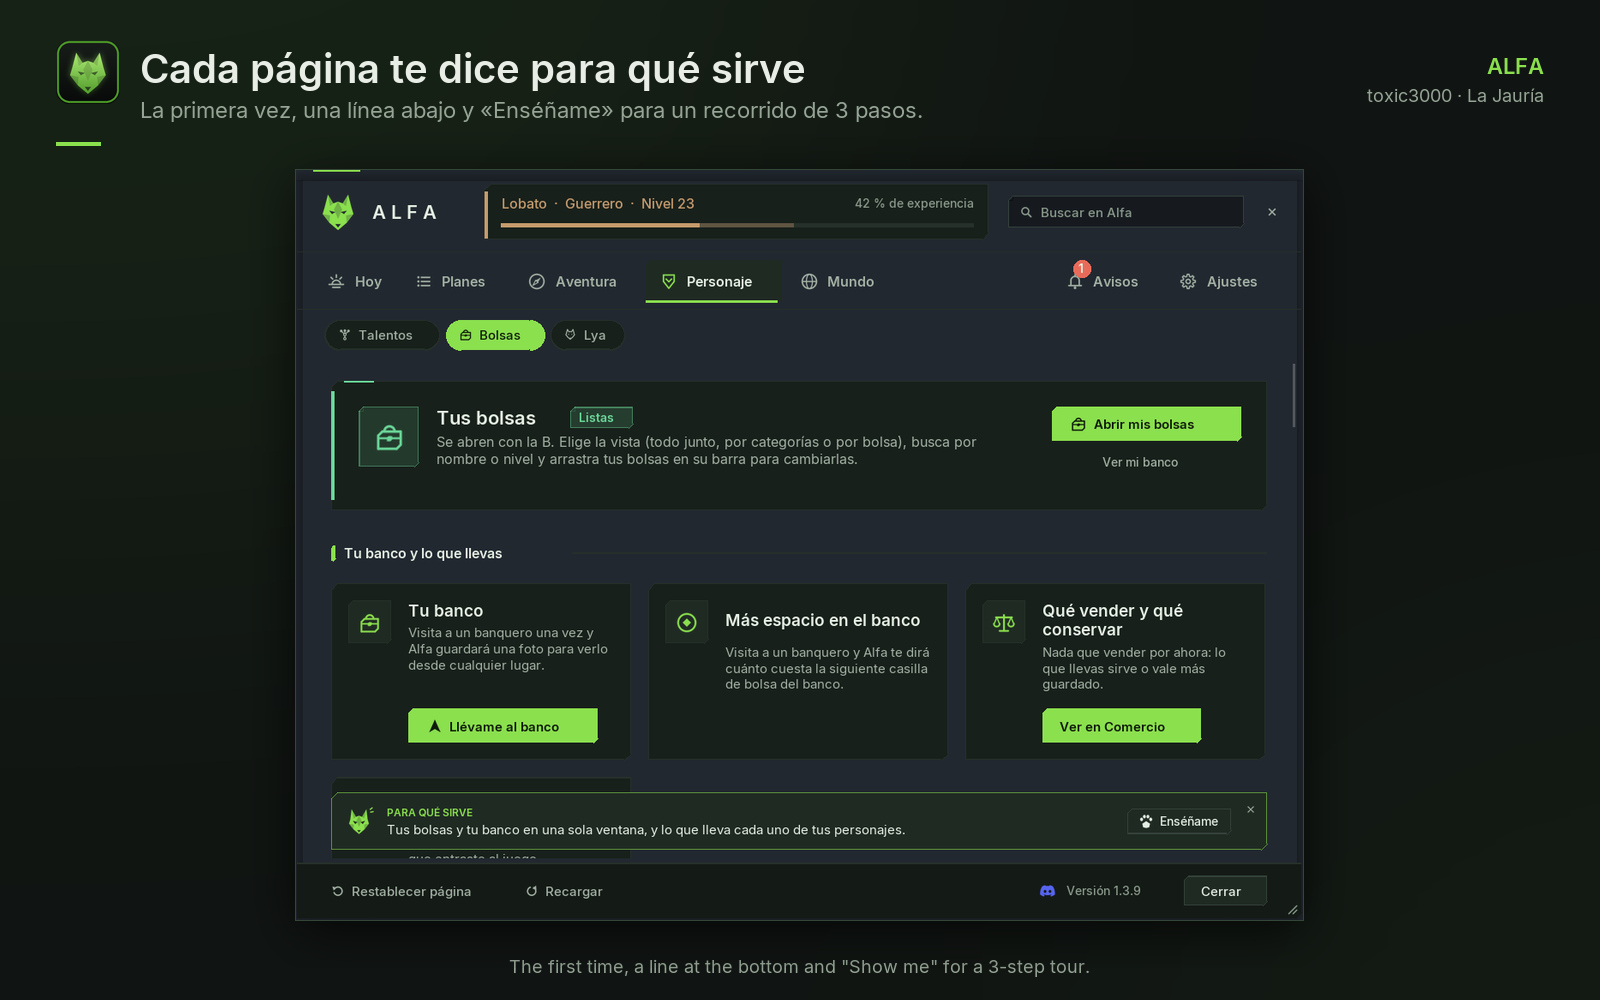 Cada página te dice para qué sirve
La primera vez, una línea abajo y «Enséñame» para un recorrido de 3 pasos.
ALFA
toxic3000 · La Jauría
ALFA
Lobato · Guerrero · Nivel 23
42 % de experiencia
Buscar en Alfa
Hoy
Planes
Aventura
Personaje
Mundo
1
Avisos
Ajustes
Talentos
Bolsas
Lya
Tus bolsas
Listas
Se abren con la B. Elige la vista (todo junto, por categorías o por bolsa), busca por
nombre o nivel y arrastra tus bolsas en su barra para cambiarlas.
Abrir mis bolsas
Ver mi banco
Tu banco y lo que llevas
Tu banco
Visita a un banquero una vez y
Alfa guardará una foto para verlo
desde cualquier lugar.
Llévame al banco
Más espacio en el banco
Visita a un banquero y Alfa te dirá
cuánto cuesta la siguiente casilla
de bolsa del banco.
Qué vender y qué
conservar
Nada que vender por ahora: lo
que llevas sirve o vale más
guardado.
Ver en Comercio
PARA QUÉ SIRVE
Tus bolsas y tu banco en una sola ventana, y lo que lleva cada uno de tus personajes.
Enséñame
Restablecer página
Recargar
Versión 1.3.9
Cerrar
The first time, a line at the bottom and "Show me" for a 3-step tour.